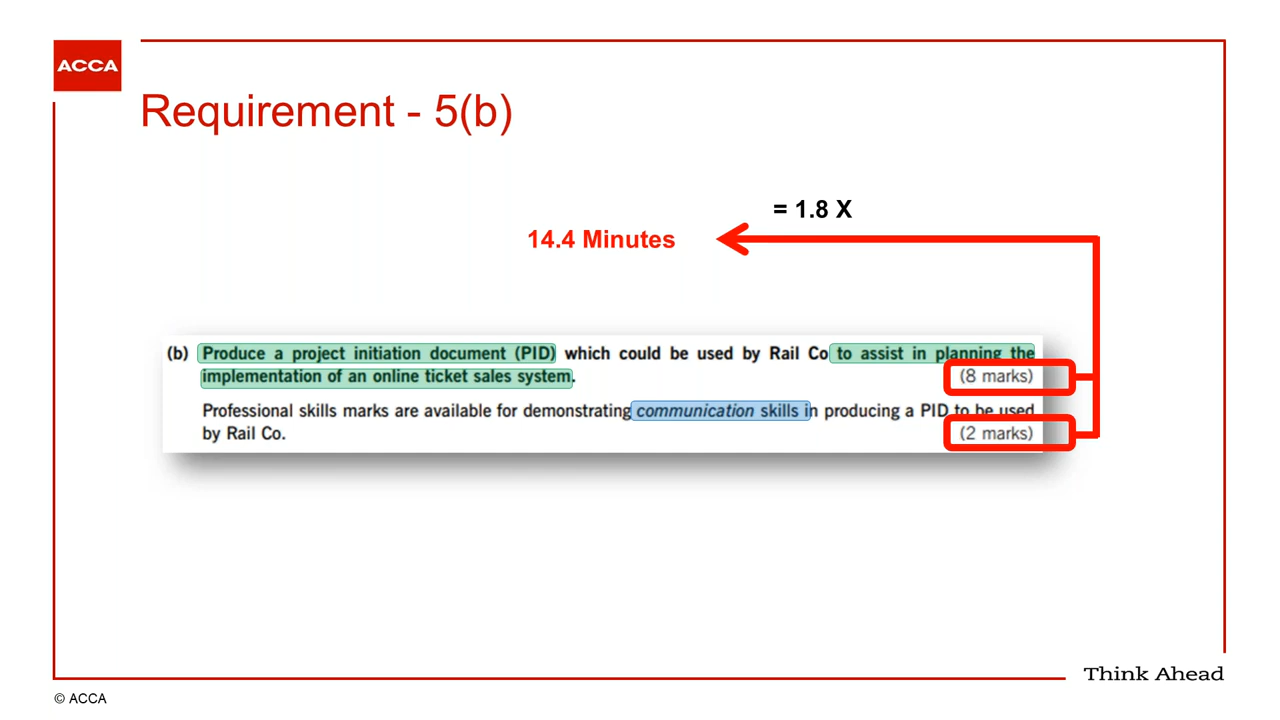 ACCA
Requirement - 5(b)
= 1.8 X
14.4 Minutes
(b) Produce a project initiation document (PID) which could be used by Rail Co to assist in planning the
implementation of an online ticket sales system. (8 marks)
Professional skills marks are available for demonstrating communication skills in producing a PID to be used
by Rail Co. (2 marks)
Think Ahead
© ACCA